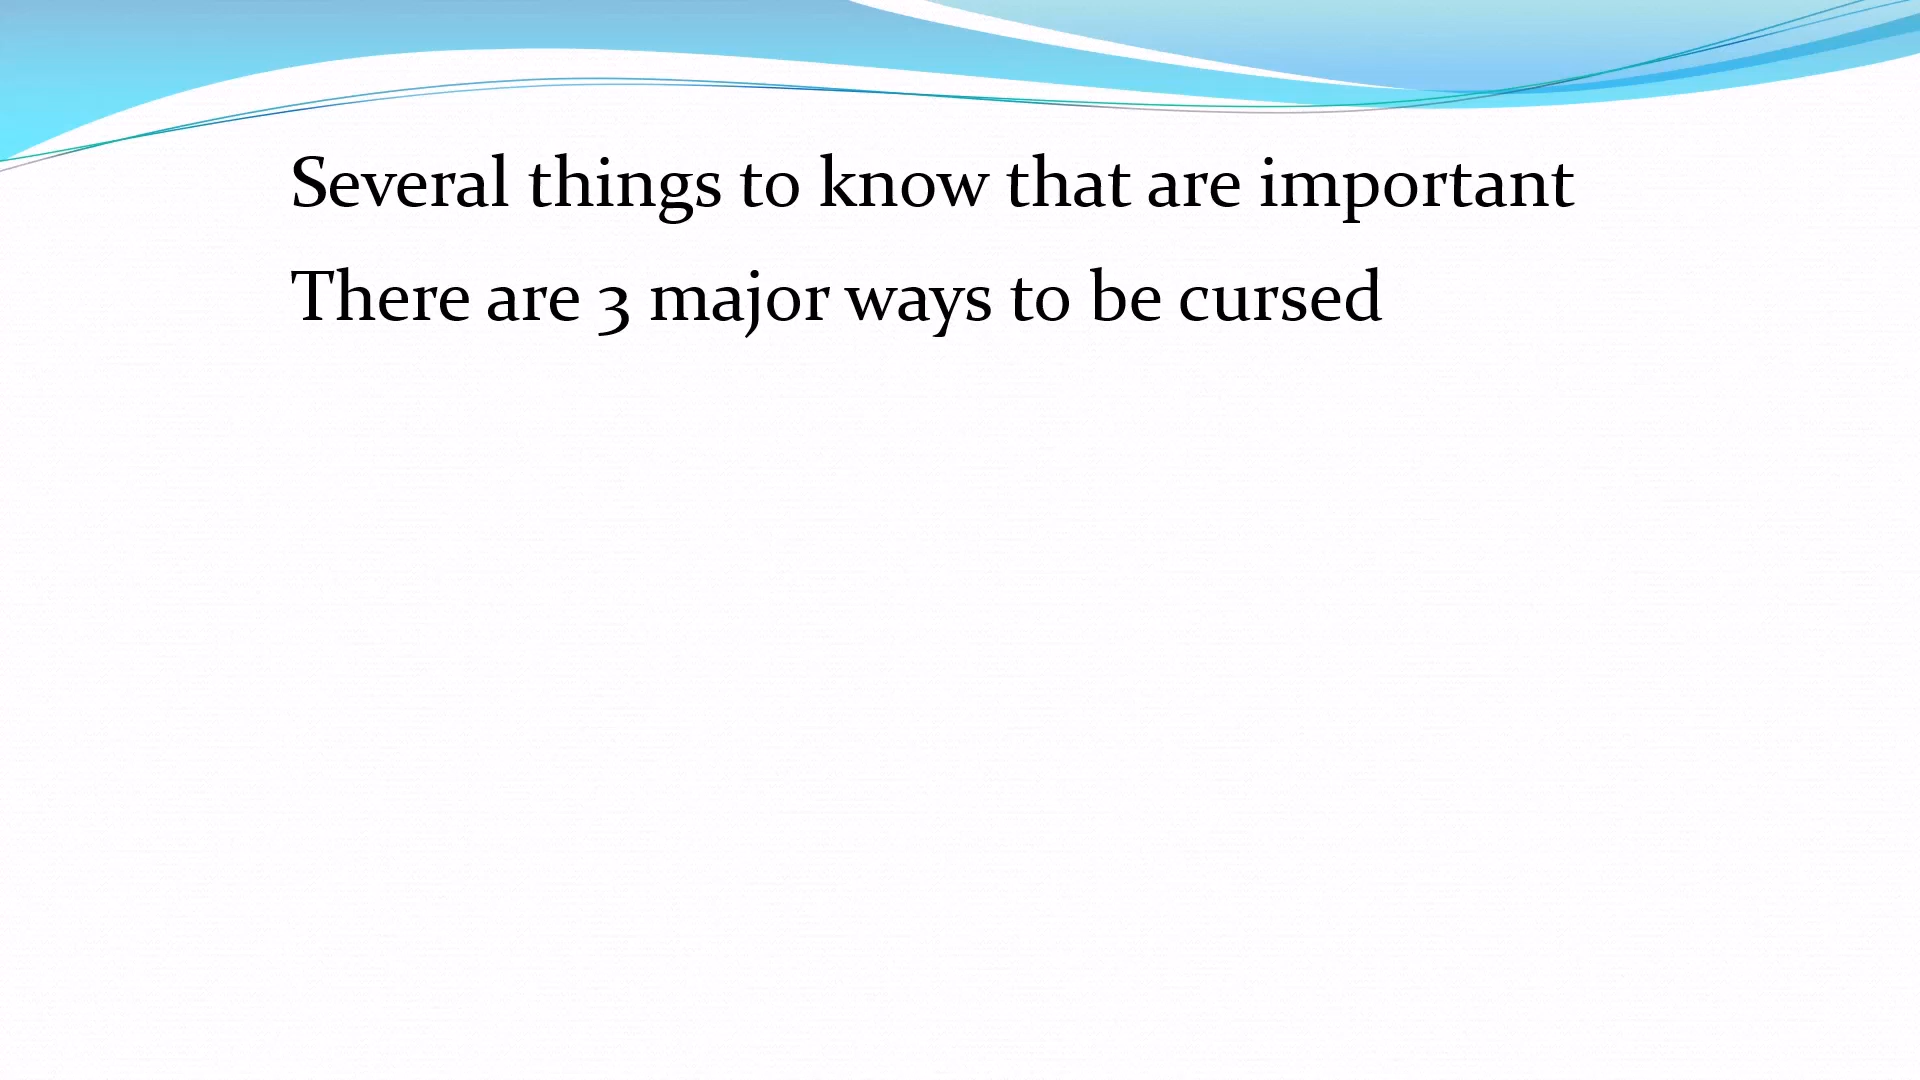 Several things to know that are important
There are 3 major ways to be cursed